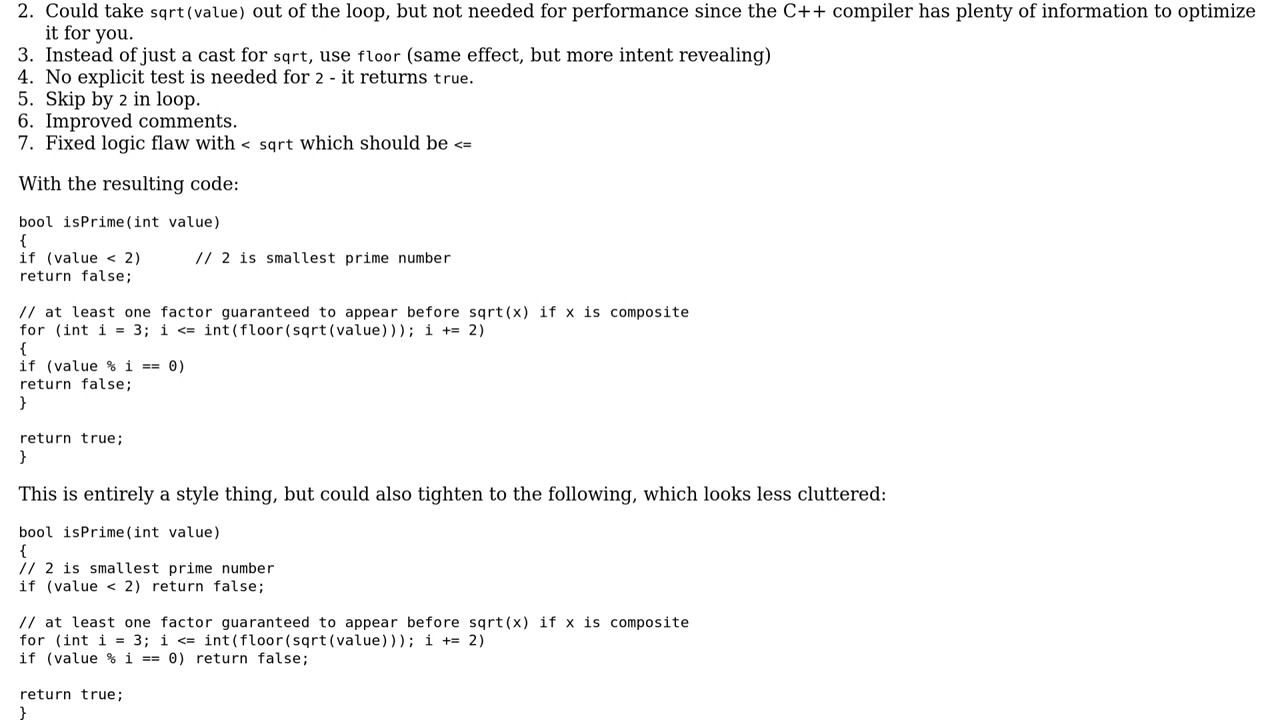 2. Could take sqrt(value) out of the loop, but not needed for performance since the C++ compiler has plenty of information to optimize
it for you.
3. Instead of just a cast for sqrt, use floor (same effect, but more intent revealing)
4. No explicit test is needed for 2 - it returns true.
5. Skip by 2 in loop.
6. Improved comments.
7. Fixed logic flaw with < sqrt which should be <=
With the resulting code:
bool isPrime(int value)
{
if (value < 2)      // 2 is smallest prime number
return false;
// at least one factor guaranteed to appear before sqrt(x) if x is composite
for (int i = 3; i <= int(floor(sqrt(value))); i += 2)
{
if (value % i == 0)
return false;
}
return true;
}
This is entirely a style thing, but could also tighten to the following, which looks less cluttered:
bool isPrime(int value)
{
// 2 is smallest prime number
if (value < 2) return false;
// at least one factor guaranteed to appear before sqrt(x) if x is composite
for (int i = 3; i <= int(floor(sqrt(value))); i += 2)
if (value % i == 0) return false;
return true;
}